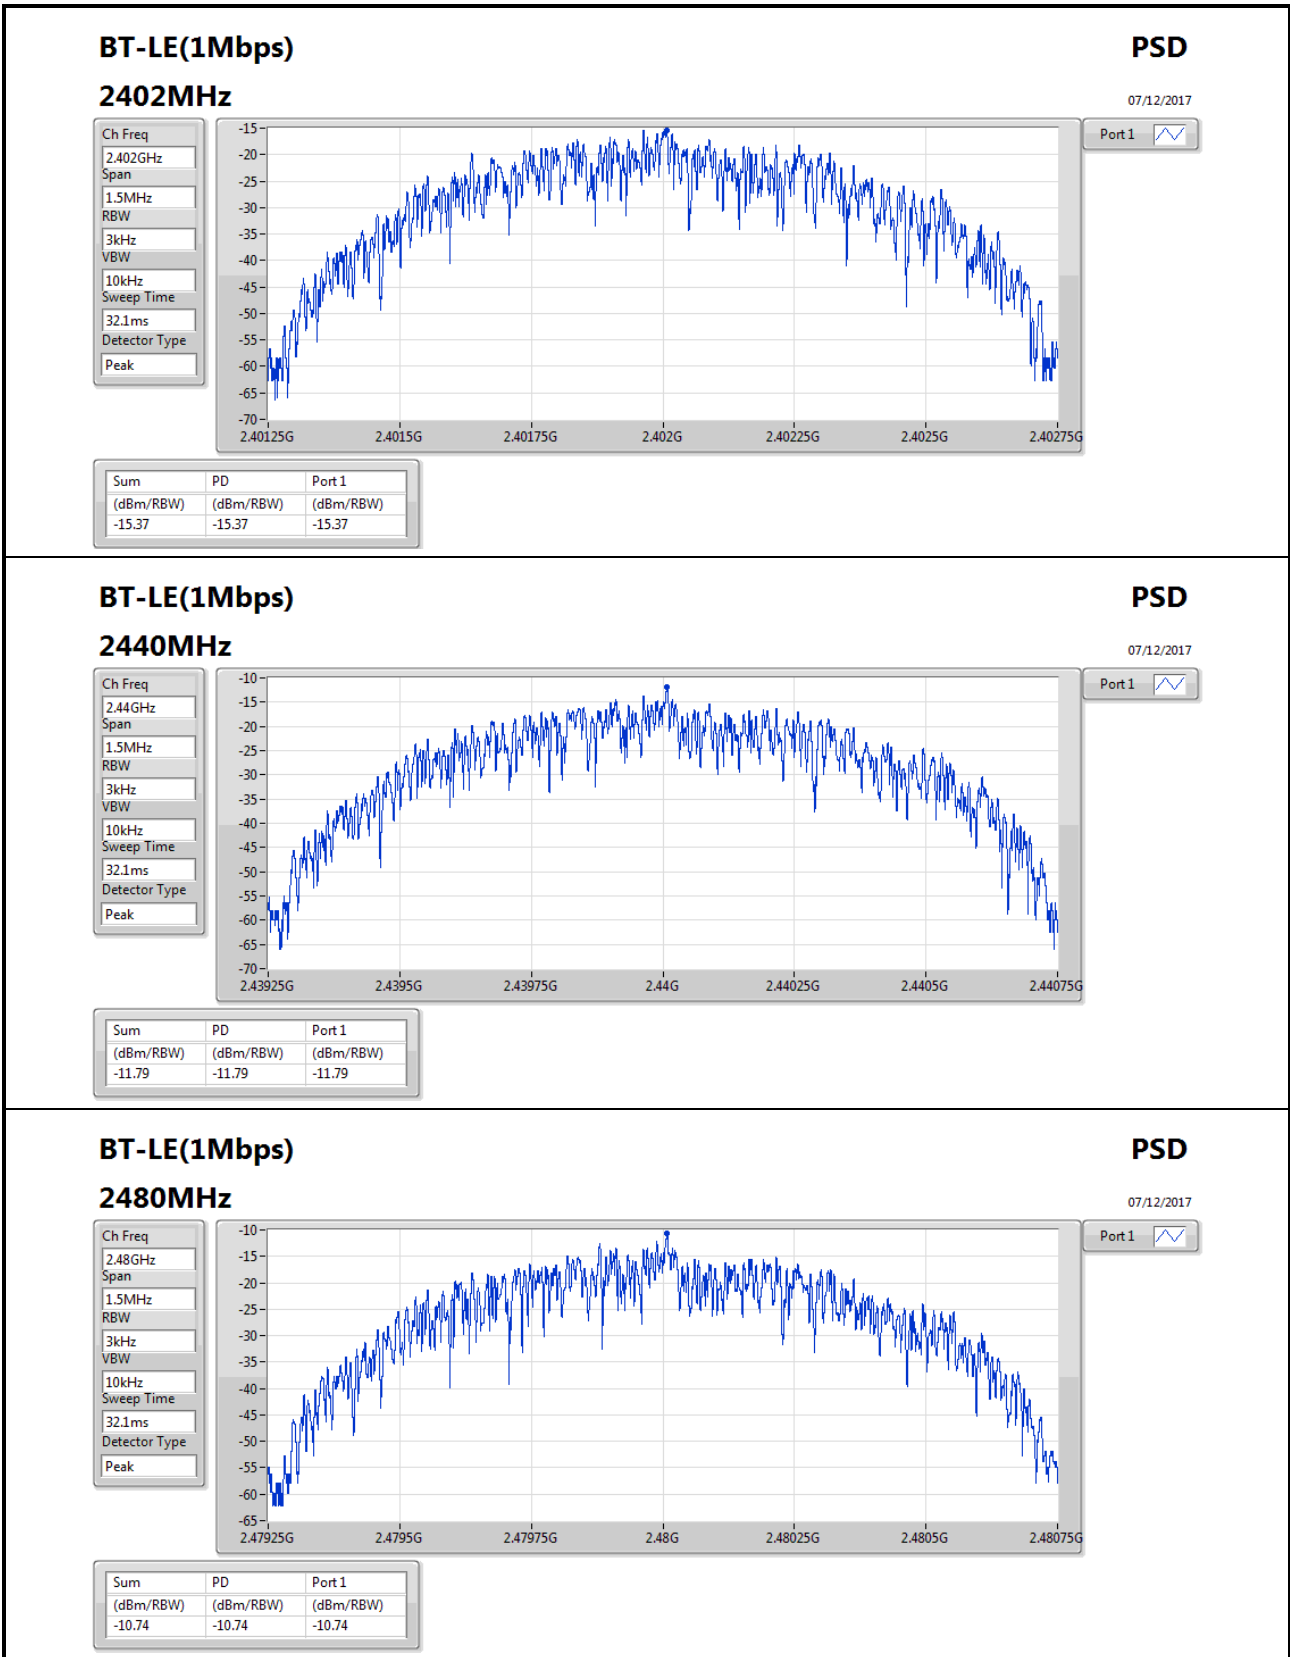 BT-LE(1Mbps) PSD
2402MHz 07/12/2017
Ch Freq
2.402GHz
Span
1.5MHz
RBW
3kHz
VBW
10kHz
Sweep Time
32.1ms
Detector Type
Peak
-15
-20
-25
-30
-35
-40
-45
-50
-55
-60
-65
-70
2.40125G 2.4015G 2.40175G 2.402G 2.40225G 2.4025G 2.40275G
Port 1
Sum PD Port 1
(dBm/RBW) (dBm/RBW) (dBm/RBW)
-15.37 -15.37 -15.37
BT-LE(1Mbps) PSD
2440MHz 07/12/2017
Ch Freq
2.44GHz
Span
1.5MHz
RBW
3kHz
VBW
10kHz
Sweep Time
32.1ms
Detector Type
Peak
-10
-15
-20
-25
-30
-35
-40
-45
-50
-55
-60
-65
-70
2.43925G 2.4395G 2.43975G 2.44G 2.44025G 2.4405G 2.44075G
Port 1
Sum PD Port 1
(dBm/RBW) (dBm/RBW) (dBm/RBW)
-11.79 -11.79 -11.79
BT-LE(1Mbps) PSD
2480MHz 07/12/2017
Ch Freq
2.48GHz
Span
1.5MHz
RBW
3kHz
VBW
10kHz
Sweep Time
32.1ms
Detector Type
Peak
-10
-15
-20
-25
-30
-35
-40
-45
-50
-55
-60
-65
2.47925G 2.4795G 2.47975G 2.48G 2.48025G 2.4805G 2.48075G
Port 1
Sum PD Port 1
(dBm/RBW) (dBm/RBW) (dBm/RBW)
-10.74 -10.74 -10.74